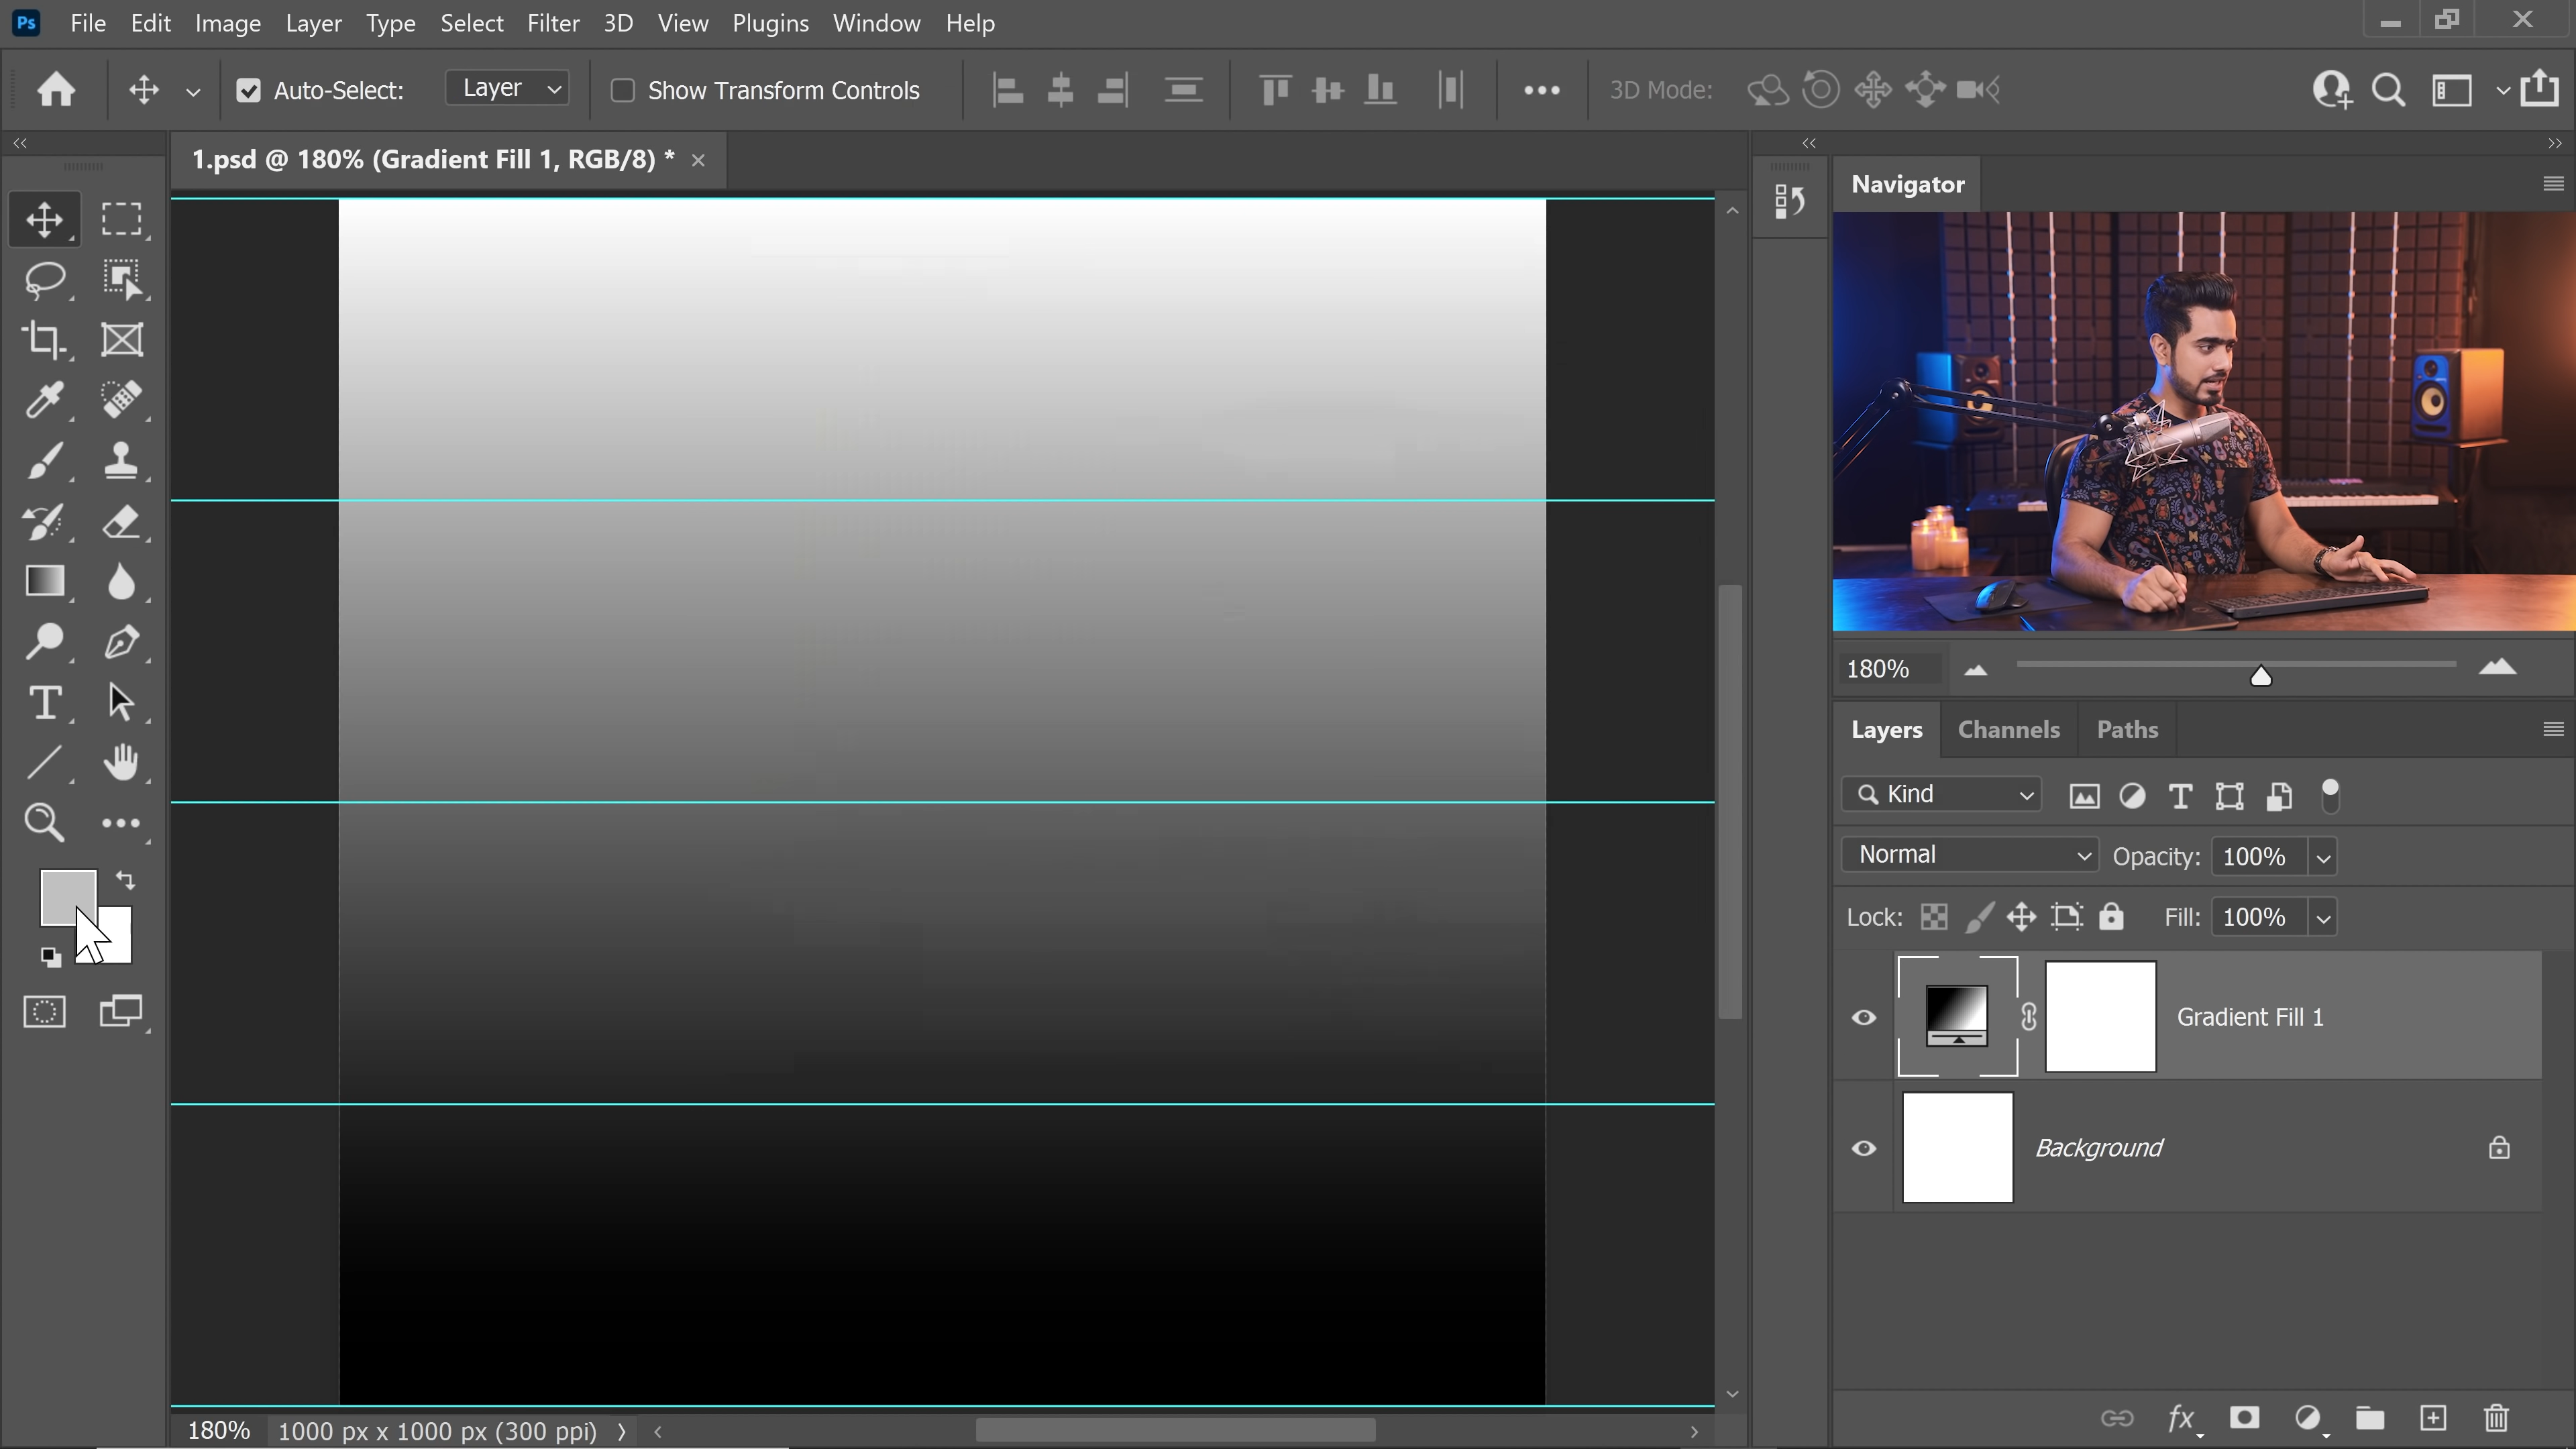 Ps File Edit Image Layer Type Select Filter 3D View Plugins Window Help
Auto-Select: Layer Show Transform Controls 3D Mode:
1.psd @ 180% (Gradient Fill 1, RGB/8) *
Navigator
180%
Layers Channels Paths
Kind
Normal Opacity: 100%
Lock: Fill: 100%
Gradient Fill 1
Background
fx
180% 1000 px x 1000 px (300 ppi)